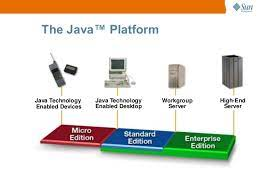 Sun
The Java™ Platform
Java Technology
Enabled Devices
Java Technology
Enabled Desktop
Workgroup
Server
High-End
Server
Micro
Edition
Standard
Edition
Enterprise
Edition